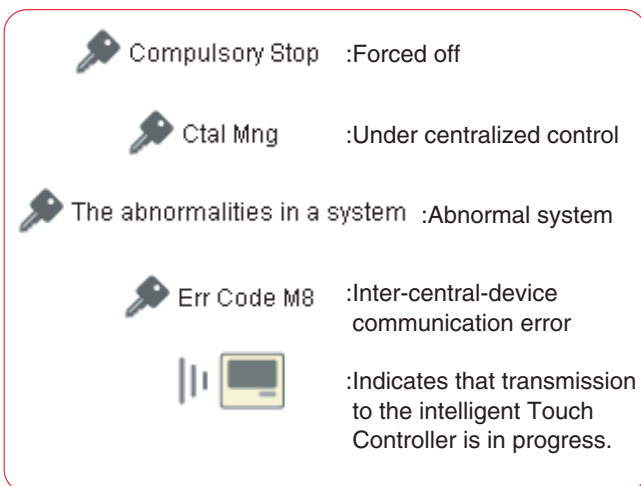 Compulsory Stop :Forced off
Ctal Mng :Under centralized control
The abnormalities in a system :Abnormal system
Err Code M8 :Inter-central-device
communication error
:Indicates that transmission
to the intelligent Touch
Controller is in progress.